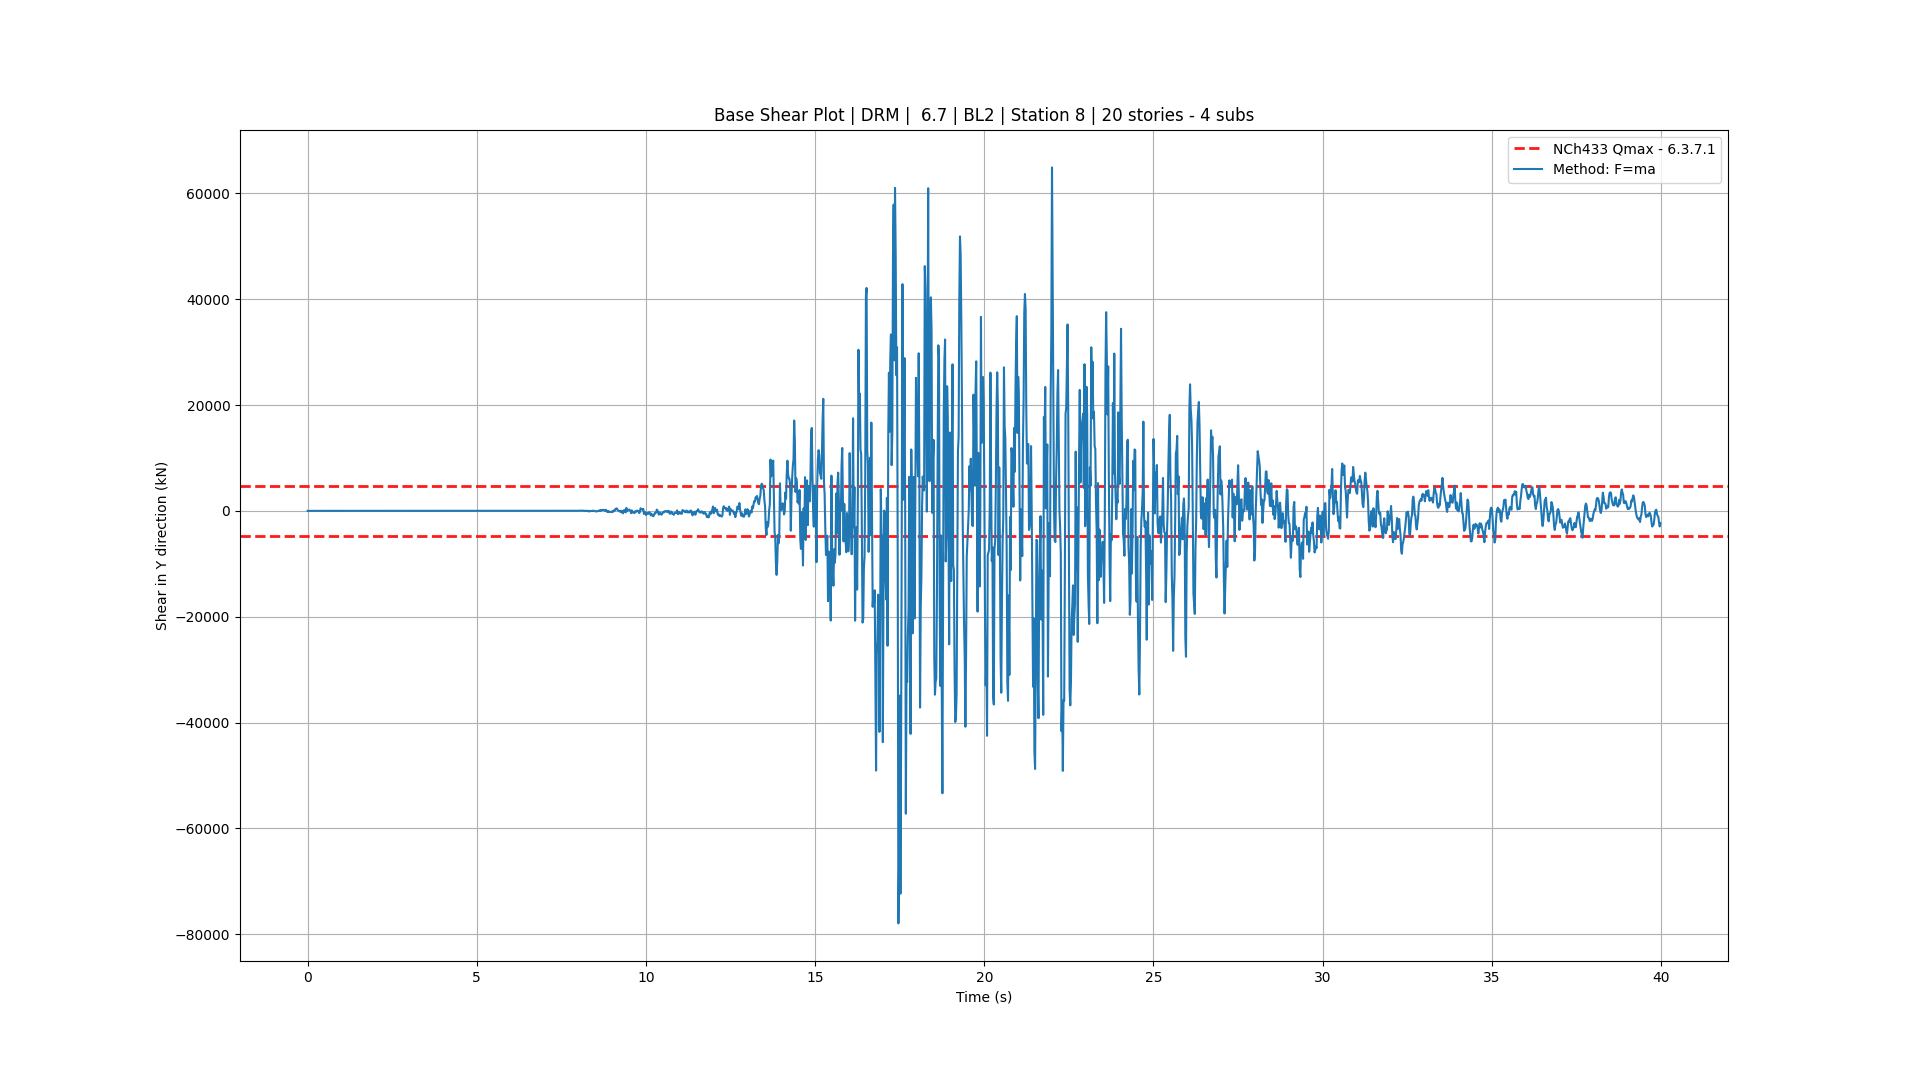 Base Shear Plot | DRM |  6.7 | BL2 | Station 8 | 20 stories - 4 subs
NCh433 Qmax - 6.3.7.1
Method: F=ma
Shear in Y direction (kN)
60000
40000
20000
0
−20000
−40000
−60000
−80000
0 5 10 15 20 25 30 35 40
Time (s)